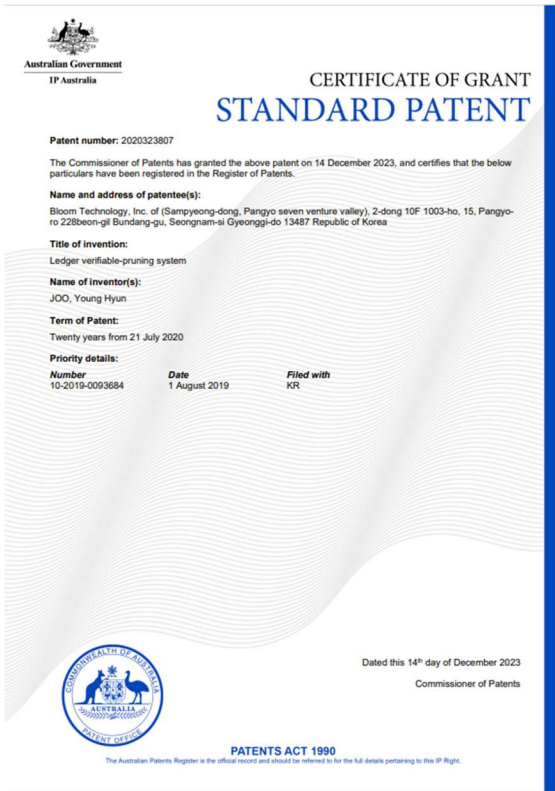 Australian Government
IP Australia
CERTIFICATE OF GRANT
STANDARD PATENT
Patent number: 2020323807
The Commissioner of Patents has granted the above patent on 14 December 2023, and certifies that the below
particulars have been registered in the Register of Patents.
Name and address of patentee(s):
Bloom Technology, Inc. of (Sampyeong-dong, Pangyo seven venture valley), 2-dong 10F 1003-ho, 15, Pangyo-
ro 228beon-gil Bundang-gu, Seongnam-si Gyeonggi-do 13487 Republic of Korea
Title of invention:
Ledger verifiable-pruning system
Name of inventor(s):
JOO, Young Hyun
Term of Patent:
Twenty years from 21 July 2020
Priority details:
Number Date Filed with
10-2019-0093684 1 August 2019 KR
Dated this 14th day of December 2023
Commissioner of Patents
COMMONWEALTH OF AUSTRALIA
AUSTRALIA
PATENT OFFICE
PATENTS ACT 1990
The Australian Patents Register is the official record and should be referred to for the full details pertaining to this IP Right.